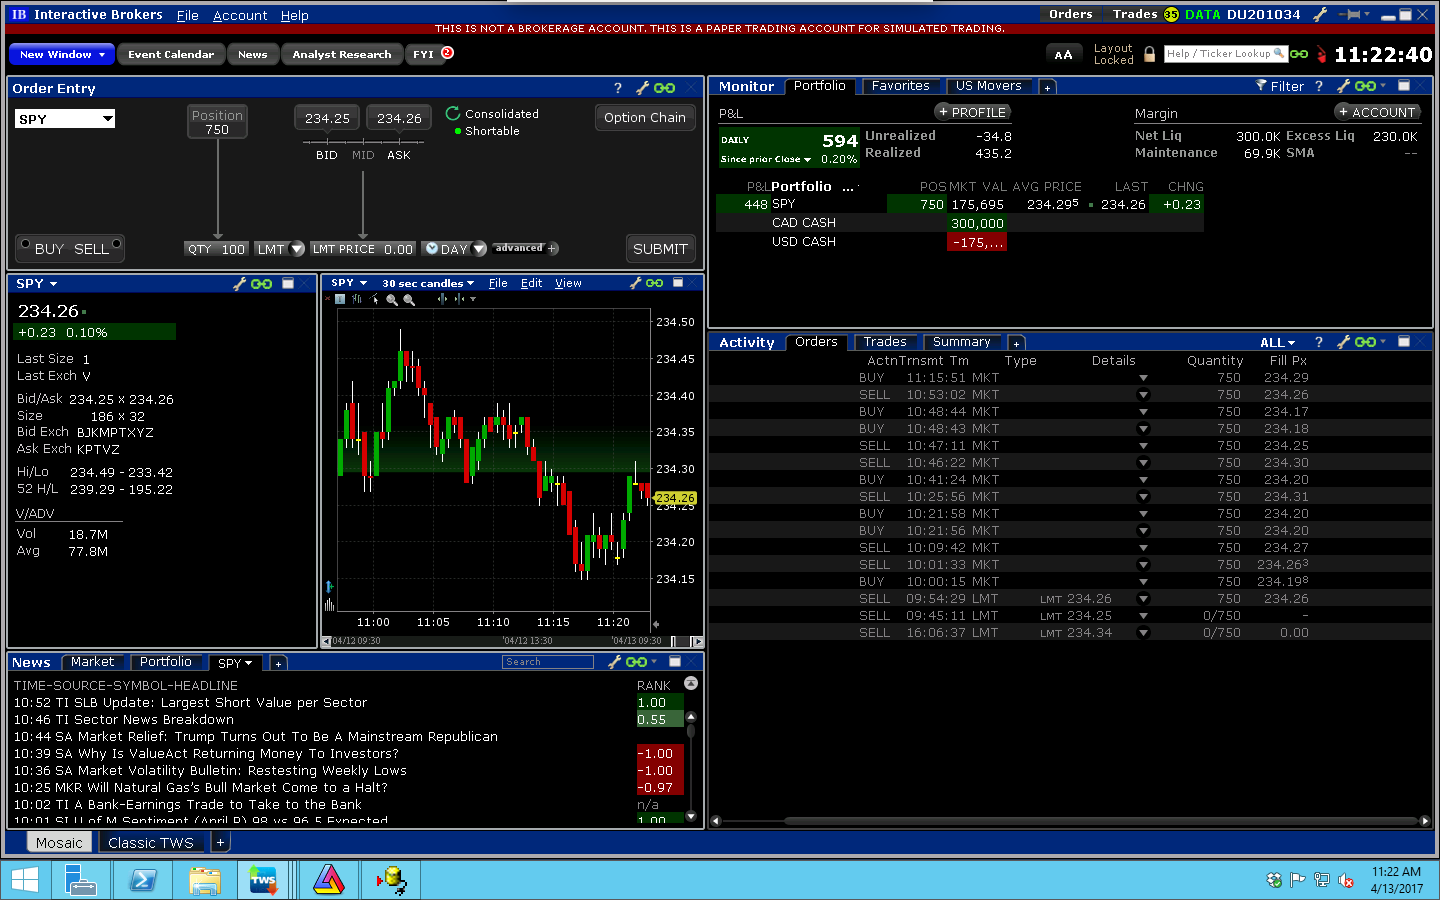 IB Interactive Brokers File Account Help Orders Trades 35 DATA DU201034
THIS IS NOT A BROKERAGE ACCOUNT. THIS IS A PAPER TRADING ACCOUNT FOR SIMULATED TRADING.
New Window Event Calendar News Analyst Research FYI 2 AA Layout Locked Help / Ticker Lookup 11:22:40
Order Entry ?
SPY Position 750 234.25 234.26 Consolidated Option Chain
Shortable
BID MID ASK
BUY SELL QTY 100 LMT LMT PRICE 0.00 DAY advanced + SUBMIT
Monitor Portfolio Favorites US Movers + Filter ?
P&L + PROFILE Margin + ACCOUNT
DAILY 594 Unrealized -34.8 Net Liq 300.0K Excess Liq 230.0K
Since prior Close 0.20% Realized 435.2 Maintenance 69.9K SMA --
P&L Portfolio ... POS MKT VAL AVG PRICE LAST CHNG
448 SPY 750 175,695 234.29⁵ 234.26 +0.23
CAD CASH 300,000
USD CASH -175,...
SPY
234.26
+0.23 0.10%
Last Size 1
Last Exch V
Bid/Ask 234.25 x 234.26
Size 186 x 32
Bid Exch BJKMPTXYZ
Ask Exch KPTVZ
Hi/Lo 234.49 - 233.42
52 H/L 239.29 - 195.22
V/ADV
Vol 18.7M
Avg 77.8M
SPY 30 sec candles File Edit View
234.50
234.45
234.40
234.35
234.30
234.26
234.25
234.20
234.15
11:00 11:05 11:10 11:15 11:20
04/12 09:30 '04/12 13:30 '04/13 09:30
Activity Orders Trades Summary + ALL ?
Actn Trnsmt Tm Type Details Quantity Fill Px
BUY 11:15:51 MKT 750 234.29
SELL 10:53:02 MKT 750 234.26
BUY 10:48:44 MKT 750 234.17
BUY 10:48:43 MKT 750 234.18
SELL 10:47:11 MKT 750 234.25
SELL 10:46:22 MKT 750 234.30
BUY 10:41:24 MKT 750 234.20
SELL 10:25:56 MKT 750 234.31
BUY 10:21:58 MKT 750 234.20
BUY 10:21:56 MKT 750 234.20
SELL 10:09:42 MKT 750 234.27
SELL 10:01:33 MKT 750 234.26³
BUY 10:00:15 MKT 750 234.19⁸
SELL 09:54:29 LMT LMT 234.26 750 234.26
SELL 09:45:11 LMT LMT 234.25 0/750 -
SELL 16:06:37 LMT LMT 234.34 0/750 0.00
News Market Portfolio SPY + Search
TIME-SOURCE-SYMBOL-HEADLINE RANK
10:52 TI SLB Update: Largest Short Value per Sector 1.00
10:46 TI Sector News Breakdown 0.55
10:44 SA Market Relief: Trump Turns Out To Be A Mainstream Republican
10:39 SA Why Is ValueAct Returning Money To Investors? -1.00
10:36 SA Market Volatility Bulletin: Restesting Weekly Lows -1.00
10:25 MKR Will Natural Gas's Bull Market Come to a Halt? -0.97
10:02 TI A Bank-Earnings Trade to Take to the Bank n/a
10:01 SI U of M Sentiment (April P) 98 vs 96.5 Expected 1.00
Mosaic Classic TWS +
TWS
11:22 AM
4/13/2017